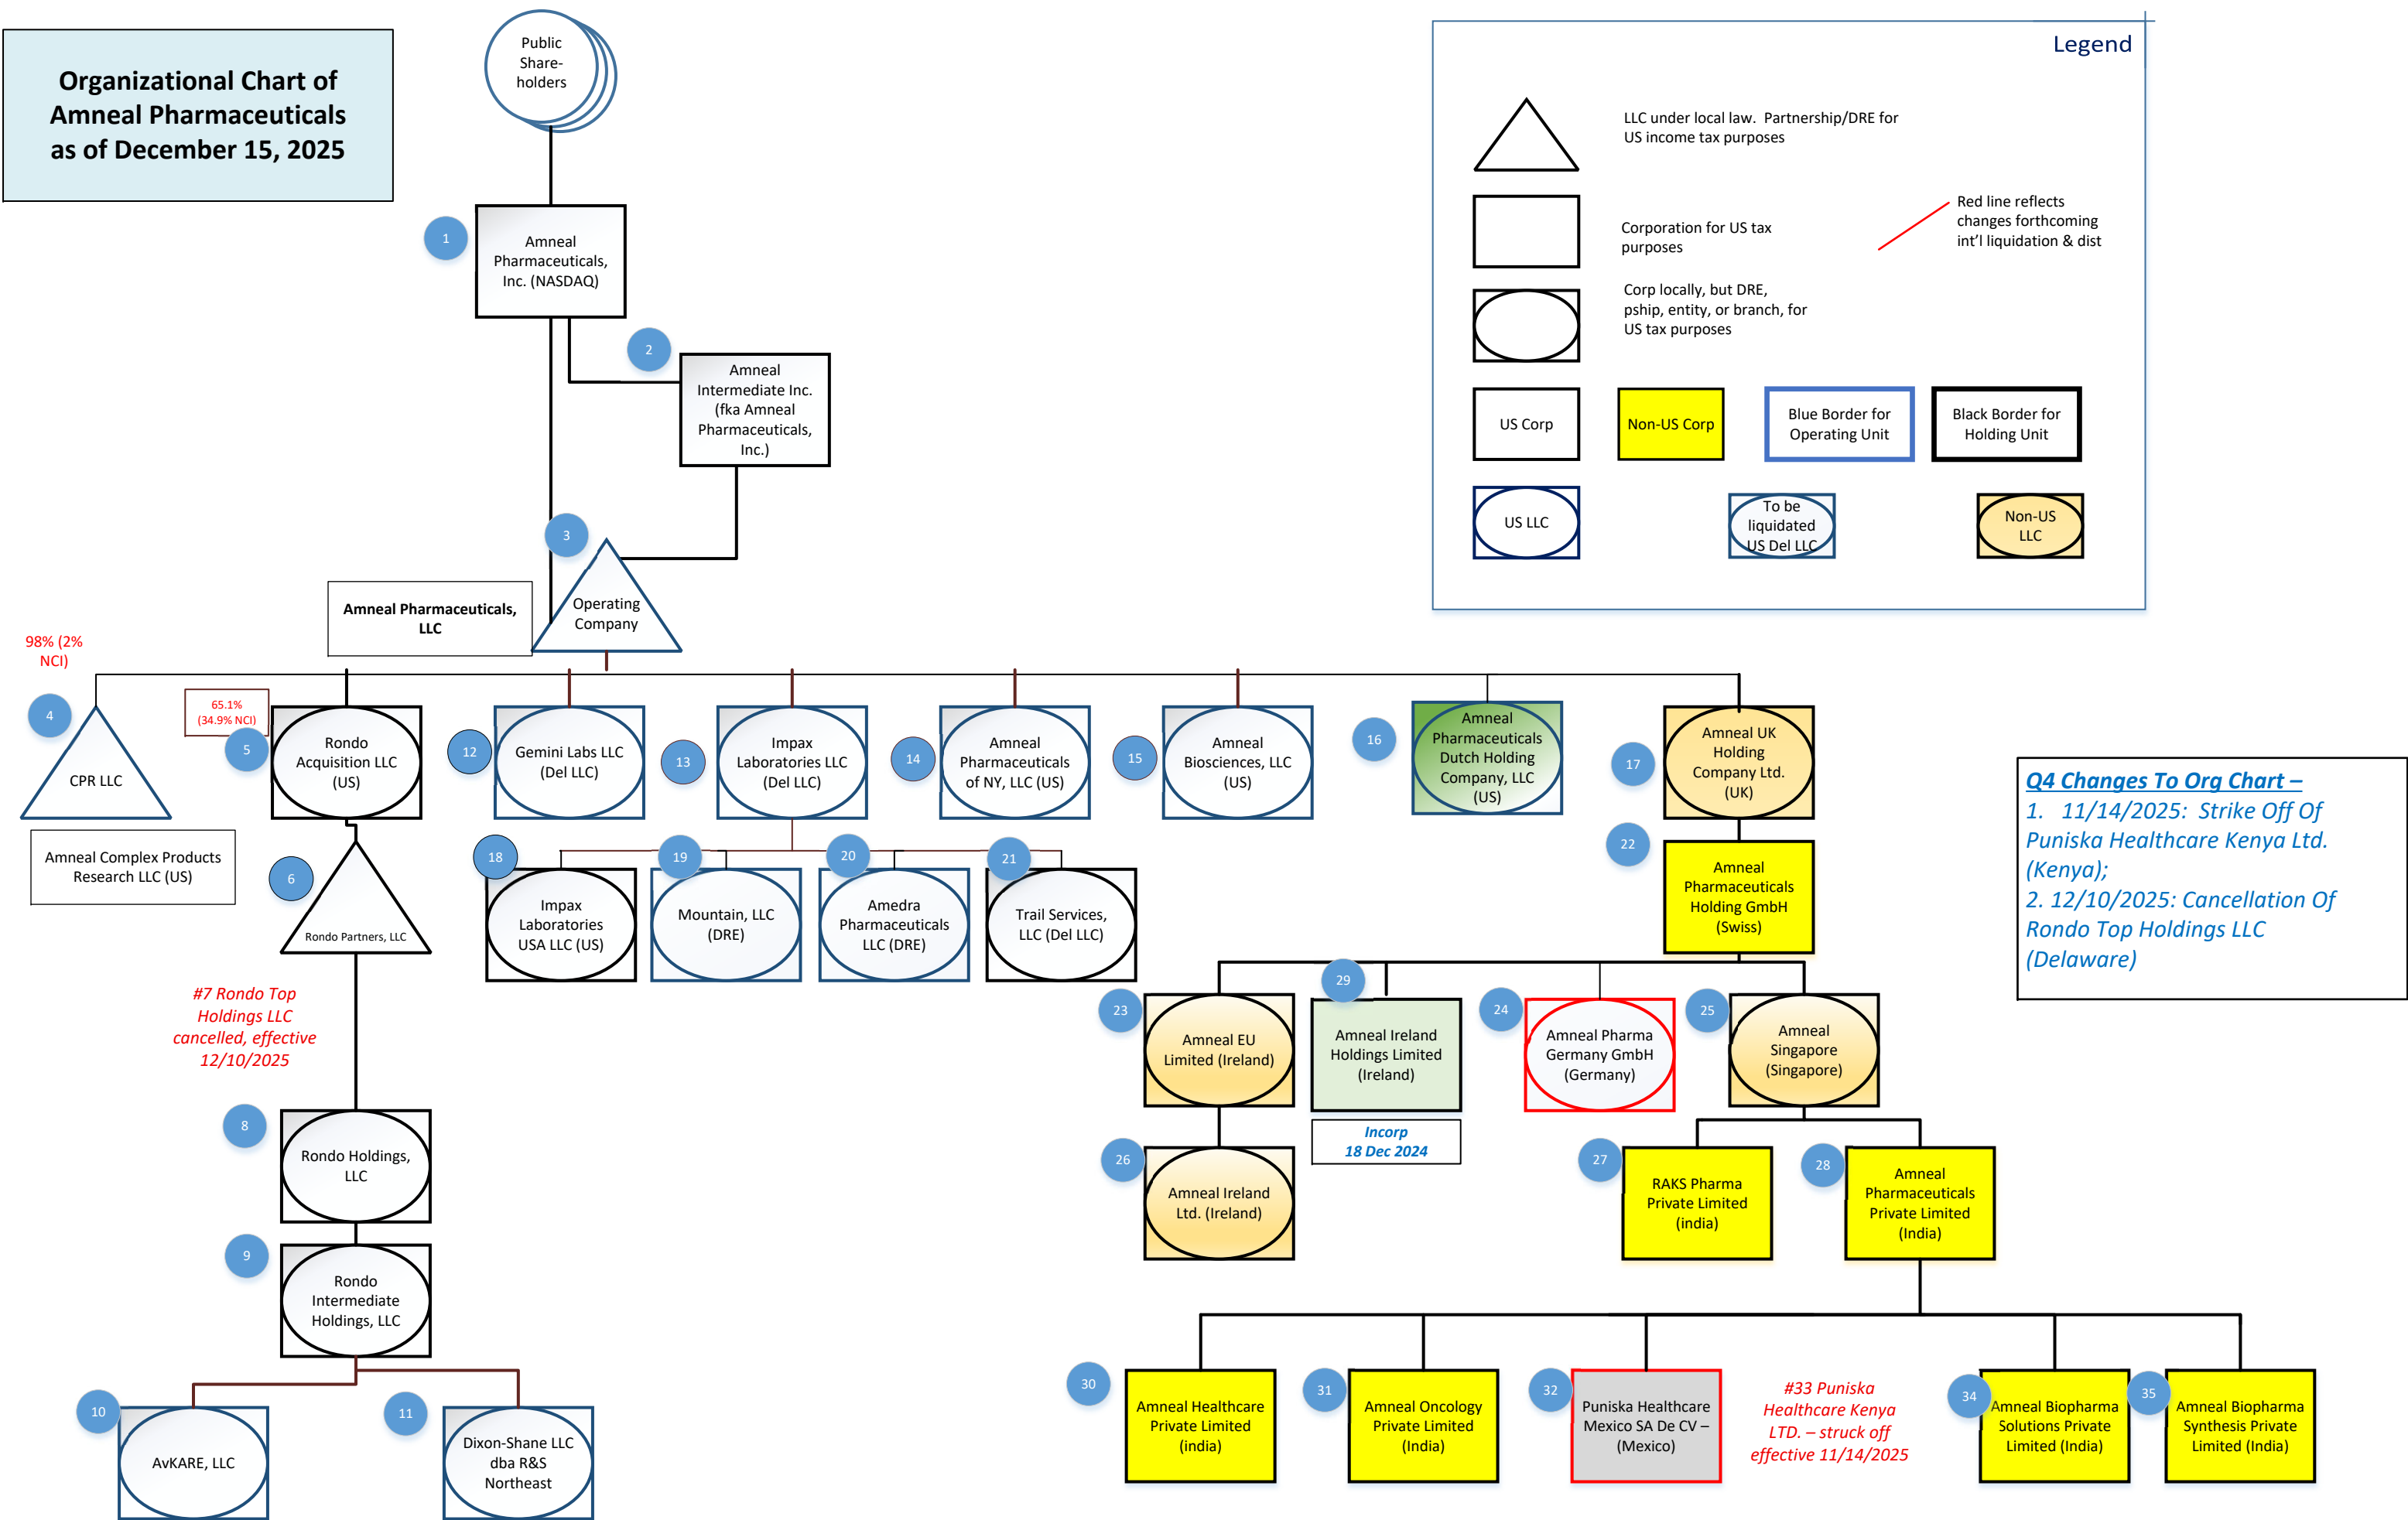 Organizational Chart of
Amneal Pharmaceuticals
as of December 15, 2025
Public
Share-
holders
Legend
LLC under local law.  Partnership/DRE for
US income tax purposes
Corporation for US tax
purposes
Red line reflects
changes forthcoming
int'l liquidation & dist
Corp locally, but DRE,
pship, entity, or branch, for
US tax purposes
US Corp
Non-US Corp
Blue Border for
Operating Unit
Black Border for
Holding Unit
US LLC
To be
liquidated
US Del LLC
Non-US
LLC
1
Amneal
Pharmaceuticals,
Inc. (NASDAQ)
2
Amneal
Intermediate Inc.
(fka Amneal
Pharmaceuticals,
Inc.)
3
Operating
Company
Amneal Pharmaceuticals,
LLC
98% (2%
NCI)
4
CPR LLC
Amneal Complex Products
Research LLC (US)
65.1%
(34.9% NCI)
5
Rondo
Acquisition LLC
(US)
12
Gemini Labs LLC
(Del LLC)
13
Impax
Laboratories LLC
(Del LLC)
14
Amneal
Pharmaceuticals
of NY, LLC (US)
15
Amneal
Biosciences, LLC
(US)
16
Amneal
Pharmaceuticals
Dutch Holding
Company, LLC
(US)
17
Amneal UK
Holding
Company Ltd.
(UK)
Q4 Changes To Org Chart –
1.   11/14/2025:  Strike Off Of
Puniska Healthcare Kenya Ltd.
(Kenya);
2. 12/10/2025: Cancellation Of
Rondo Top Holdings LLC
(Delaware)
6
Rondo Partners, LLC
18
Impax
Laboratories
USA LLC (US)
19
Mountain, LLC
(DRE)
20
Amedra
Pharmaceuticals
LLC (DRE)
21
Trail Services,
LLC (Del LLC)
22
Amneal
Pharmaceuticals
Holding GmbH
(Swiss)
#7 Rondo Top
Holdings LLC
cancelled, effective
12/10/2025
23
Amneal EU
Limited (Ireland)
29
Amneal Ireland
Holdings Limited
(Ireland)
Incorp
18 Dec 2024
24
Amneal Pharma
Germany GmbH
(Germany)
25
Amneal
Singapore
(Singapore)
8
Rondo Holdings,
LLC
26
Amneal Ireland
Ltd. (Ireland)
27
RAKS Pharma
Private Limited
(india)
28
Amneal
Pharmaceuticals
Private Limited
(India)
9
Rondo
Intermediate
Holdings, LLC
10
AvKARE, LLC
11
Dixon-Shane LLC
dba R&S
Northeast
30
Amneal Healthcare
Private Limited
(india)
31
Amneal Oncology
Private Limited
(India)
32
Puniska Healthcare
Mexico SA De CV –
(Mexico)
#33 Puniska
Healthcare Kenya
LTD. – struck off
effective 11/14/2025
34
Amneal Biopharma
Solutions Private
Limited (India)
35
Amneal Biopharma
Synthesis Private
Limited (India)